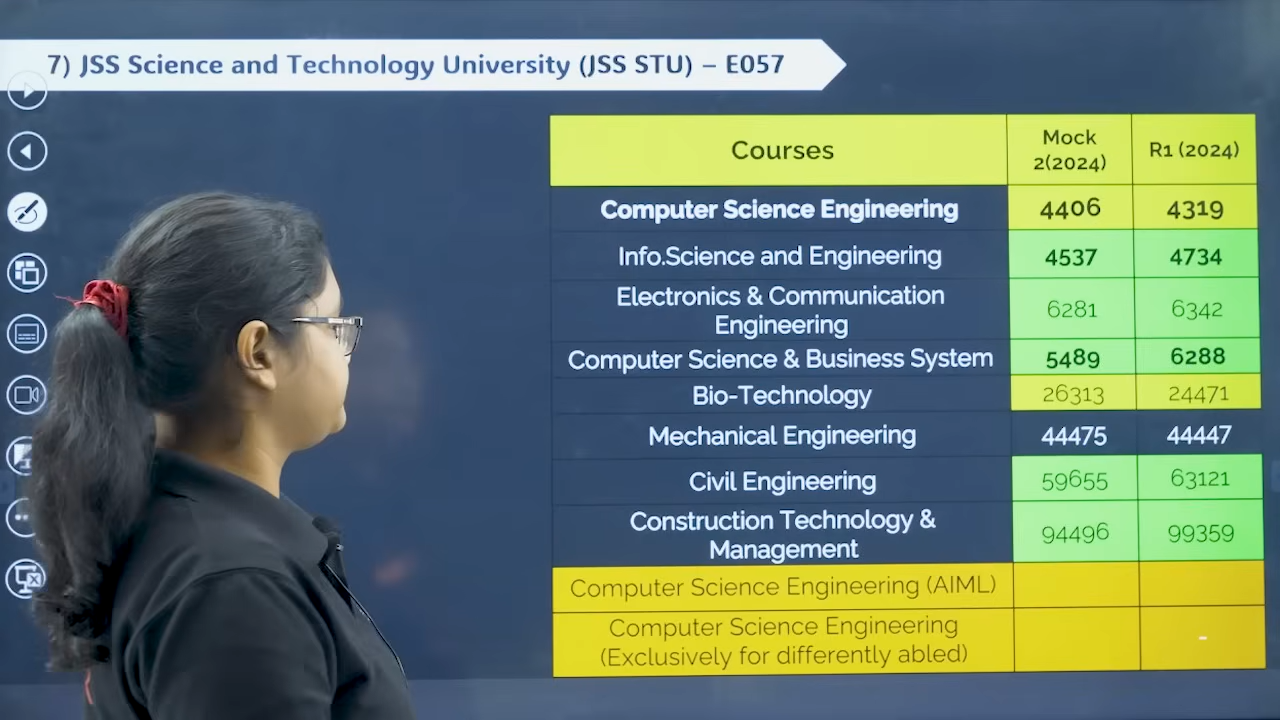 7) JSS Science and Technology University (JSS STU) – E057
Courses Mock 2(2024) R1 (2024)
Computer Science Engineering 4406 4319
Info.Science and Engineering 4537 4734
Electronics & Communication
Engineering 6281 6342
Computer Science & Business System 5489 6288
Bio-Technology 26313 24471
Mechanical Engineering 44475 44447
Civil Engineering 59655 63121
Construction Technology &
Management 94496 99359
Computer Science Engineering (AIML)
Computer Science Engineering
(Exclusively for differently abled) -